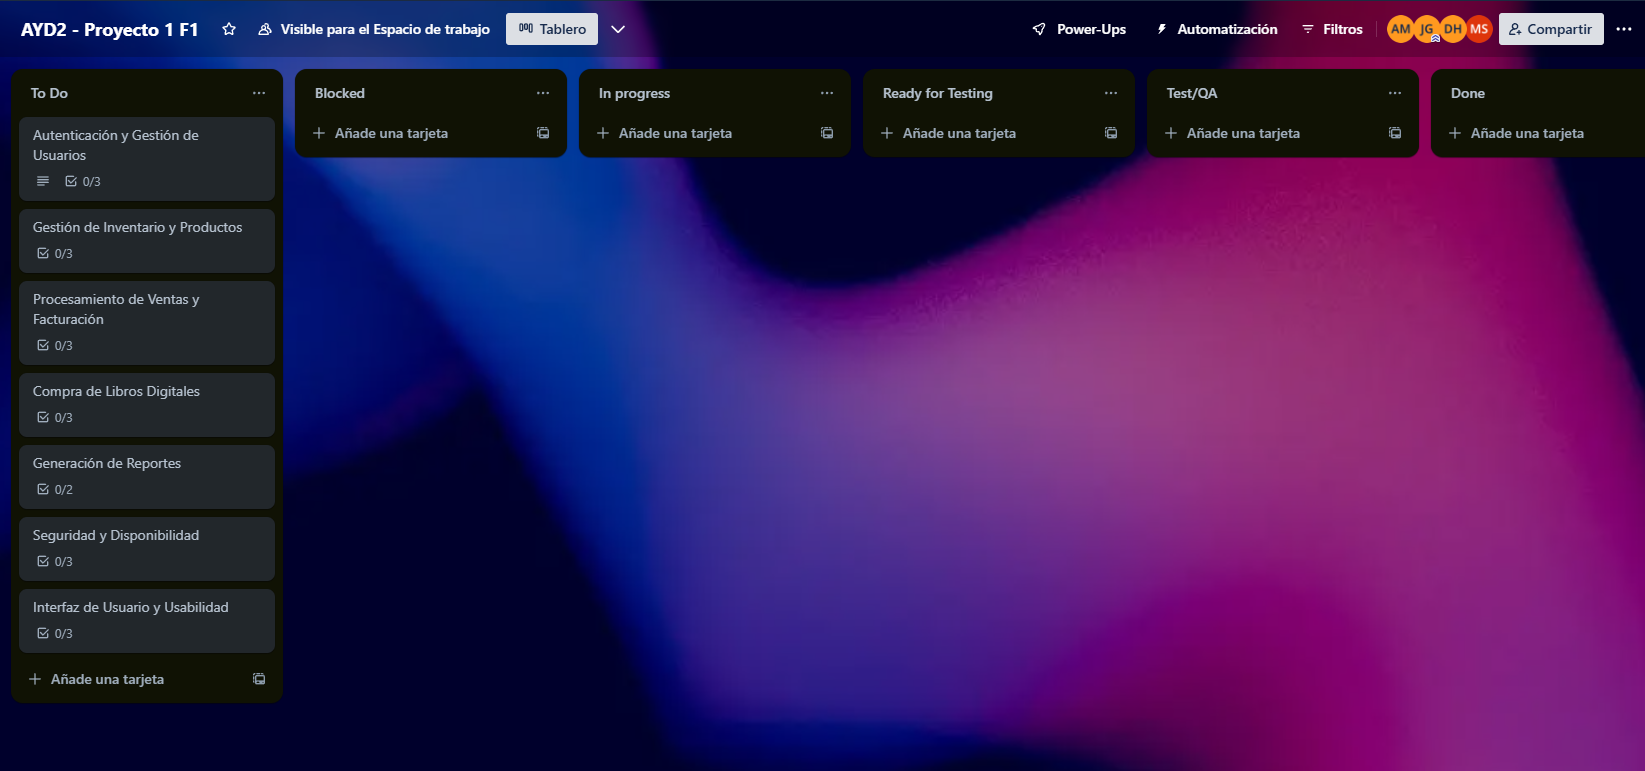 AYD2 - Proyecto 1 F1
Visible para el Espacio de trabajo
Tablero
Power-Ups
Automatización
Filtros
AM
JG
DH
MS
Compartir
To Do
Autenticación y Gestión de
Usuarios
0/3
Gestión de Inventario y Productos
0/3
Procesamiento de Ventas y
Facturación
0/3
Compra de Libros Digitales
0/3
Generación de Reportes
0/2
Seguridad y Disponibilidad
0/3
Interfaz de Usuario y Usabilidad
0/3
Añade una tarjeta
Blocked
Añade una tarjeta
In progress
Añade una tarjeta
Ready for Testing
Añade una tarjeta
Test/QA
Añade una tarjeta
Done
Añade una tarjeta